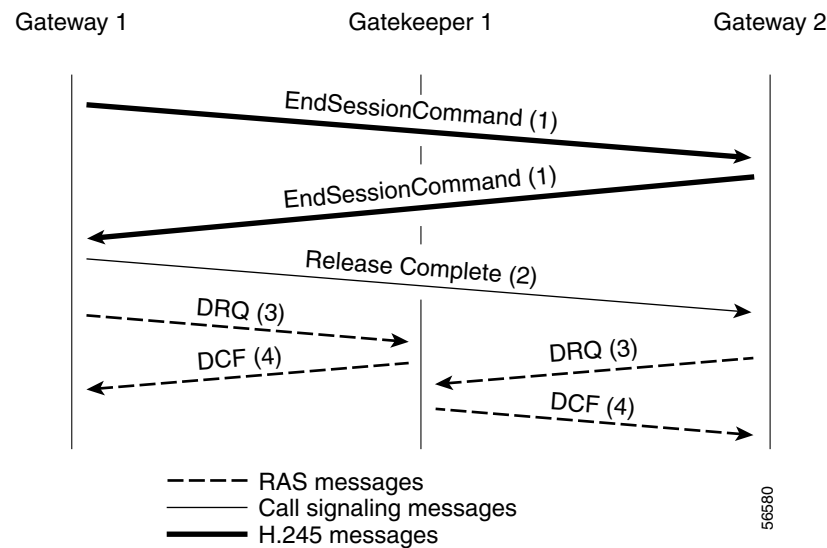 Gateway 1
Gatekeeper 1
Gateway 2
EndSessionCommand (1)
EndSessionCommand (1)
Release Complete (2)
DRQ (3)
DCF (4)
DRQ (3)
DCF (4)
RAS messages
Call signaling messages
H.245 messages
56580